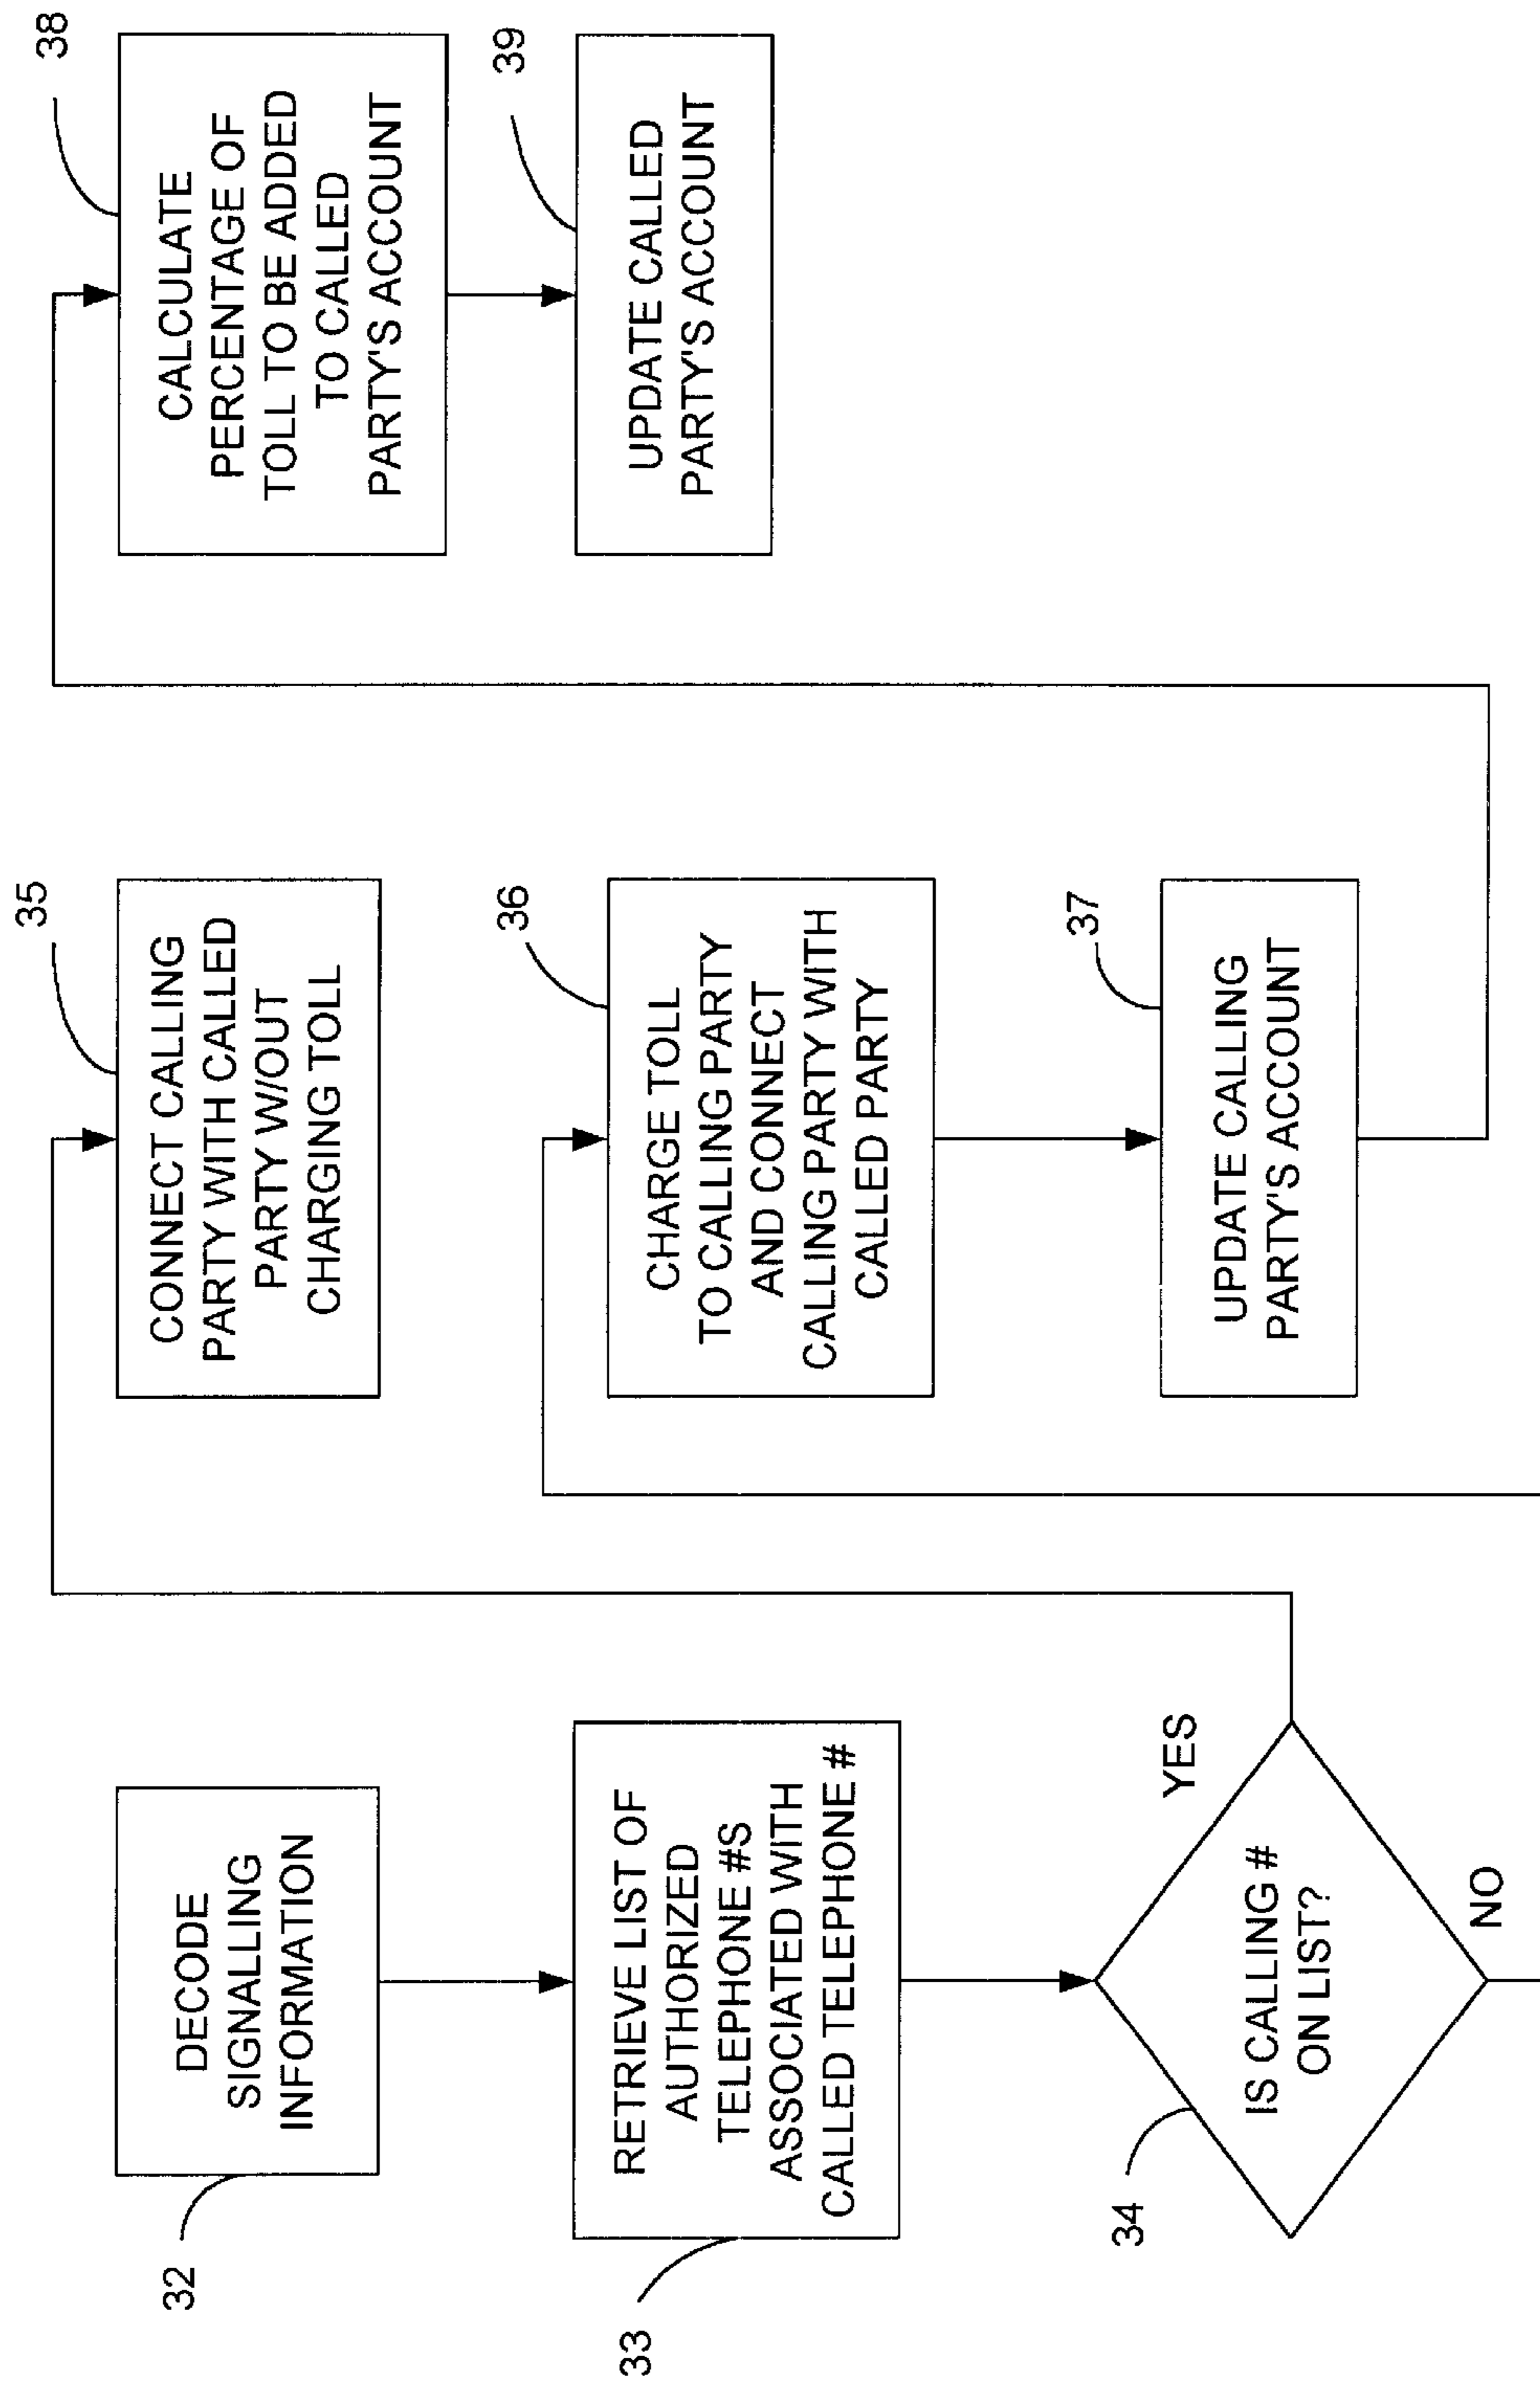 32
DECODE
SIGNALLING
INFORMATION
33
RETRIEVE LIST OF
AUTHORIZED
TELEPHONE #S
ASSOCIATED WITH
CALLED TELEPHONE #
34
IS CALLING #
ON LIST?
YES
NO
35
CONNECT CALLING
PARTY WITH CALLED
PARTY W/OUT
CHARGING TOLL
36
CHARGE TOLL
TO CALLING PARTY
AND CONNECT
CALLING PARTY WITH
CALLED PARTY
37
UPDATE CALLING
PARTY'S ACCOUNT
38
CALCULATE
PERCENTAGE OF
TOLL TO BE ADDED
TO CALLED
PARTY'S ACCOUNT
39
UPDATE CALLED
PARTY'S ACCOUNT